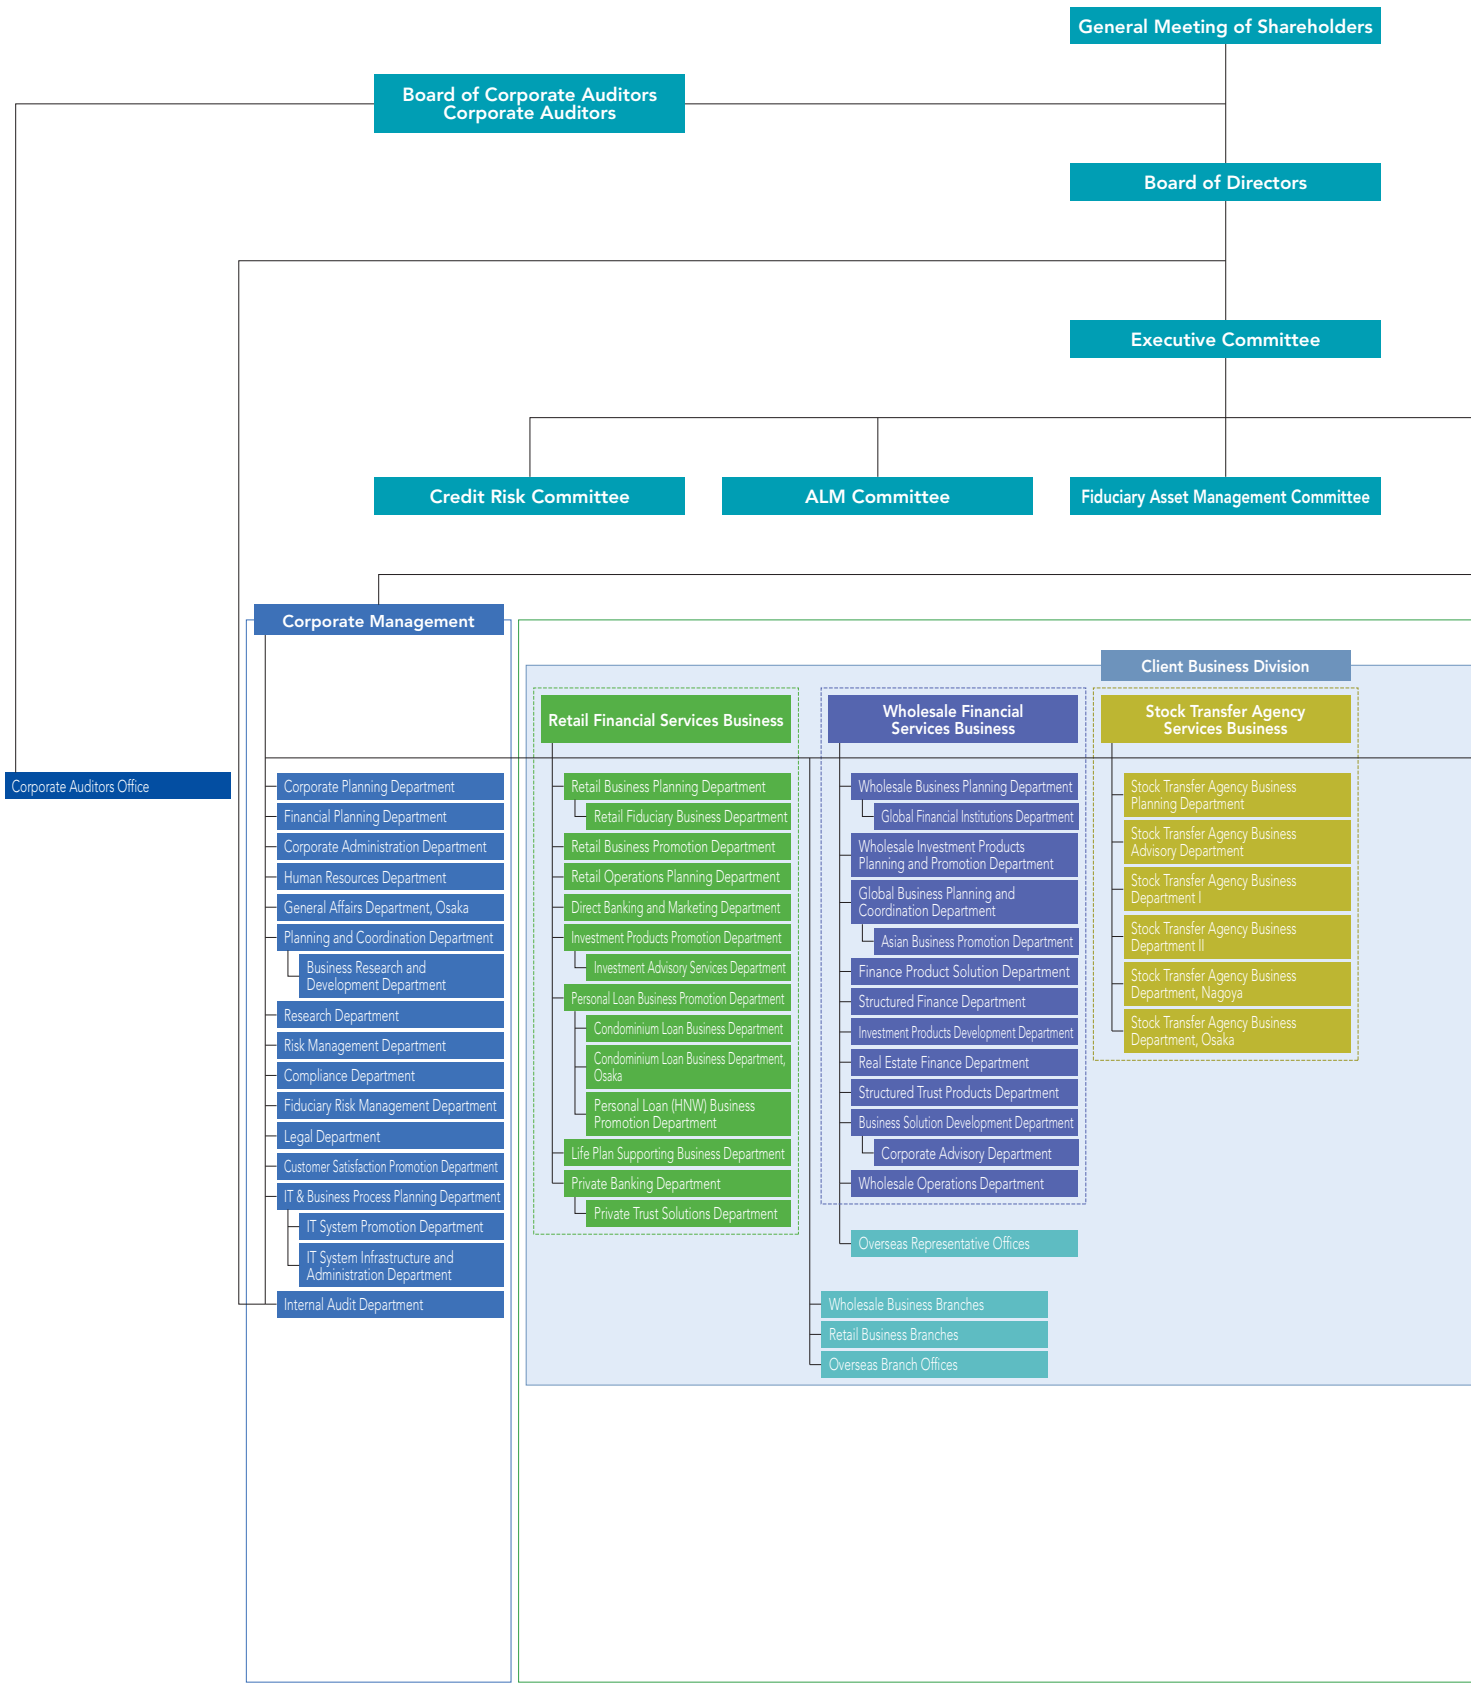 General Meeting of Shareholders
Board of Corporate Auditors
Corporate Auditors
Board of Directors
Executive Committee
Credit Risk Committee
ALM Committee
Fiduciary Asset Management Committee
Corporate Management
Client Business Division
Retail Financial Services Business
Wholesale Financial
Services Business
Stock Transfer Agency
Services Business
Corporate Auditors Office
Corporate Planning Department
Financial Planning Department
Corporate Administration Department
Human Resources Department
General Affairs Department, Osaka
Planning and Coordination Department
Business Research and
Development Department
Research Department
Risk Management Department
Compliance Department
Fiduciary Risk Management Department
Legal Department
Customer Satisfaction Promotion Department
IT & Business Process Planning Department
IT System Promotion Department
IT System Infrastructure and
Administration Department
Internal Audit Department
Retail Business Planning Department
Retail Fiduciary Business Department
Retail Business Promotion Department
Retail Operations Planning Department
Direct Banking and Marketing Department
Investment Products Promotion Department
Investment Advisory Services Department
Personal Loan Business Promotion Department
Condominium Loan Business Department
Condominium Loan Business Department,
Osaka
Personal Loan (HNW) Business
Promotion Department
Life Plan Supporting Business Department
Private Banking Department
Private Trust Solutions Department
Wholesale Business Planning Department
Global Financial Institutions Department
Wholesale Investment Products
Planning and Promotion Department
Global Business Planning and
Coordination Department
Asian Business Promotion Department
Finance Product Solution Department
Structured Finance Department
Investment Products Development Department
Real Estate Finance Department
Structured Trust Products Department
Business Solution Development Department
Corporate Advisory Department
Wholesale Operations Department
Overseas Representative Offices
Wholesale Business Branches
Retail Business Branches
Overseas Branch Offices
Stock Transfer Agency Business
Planning Department
Stock Transfer Agency Business
Advisory Department
Stock Transfer Agency Business
Department I
Stock Transfer Agency Business
Department II
Stock Transfer Agency Business
Department, Nagoya
Stock Transfer Agency Business
Department, Osaka